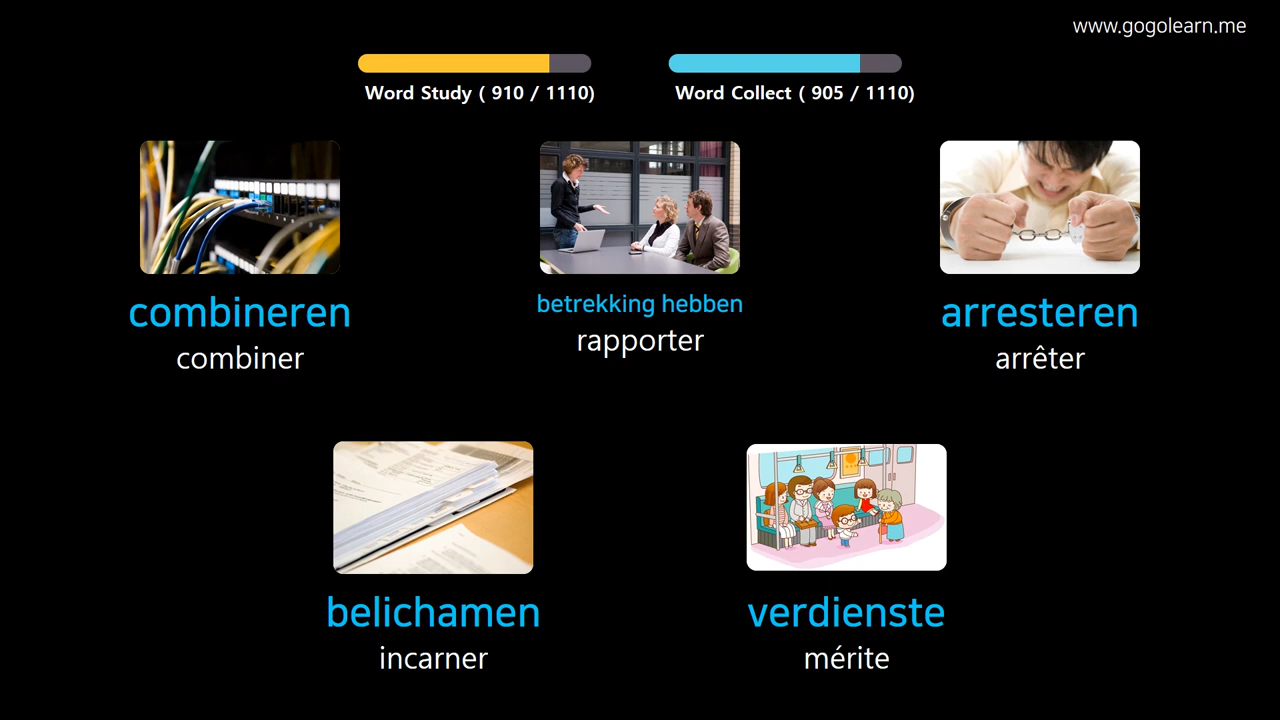 www.gogolearn.me
Word Study ( 910 / 1110)
Word Collect ( 905 / 1110)
combineren
combiner
betrekking hebben
rapporter
arresteren
arrêter
belichamen
incarner
verdienste
mérite